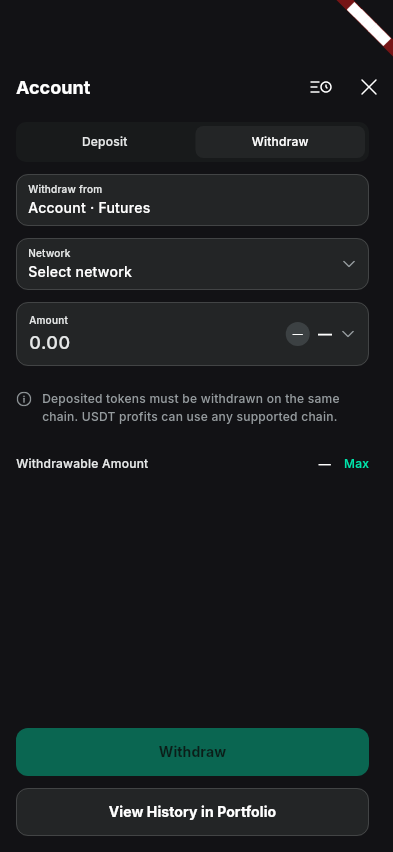 Account
Deposit
Withdraw
Withdraw from
Account · Futures
Network
Select network
Amount
0.00
— —
Deposited tokens must be withdrawn on the same
chain. USDT profits can use any supported chain.
Withdrawable Amount — Max
Withdraw
View History in Portfolio